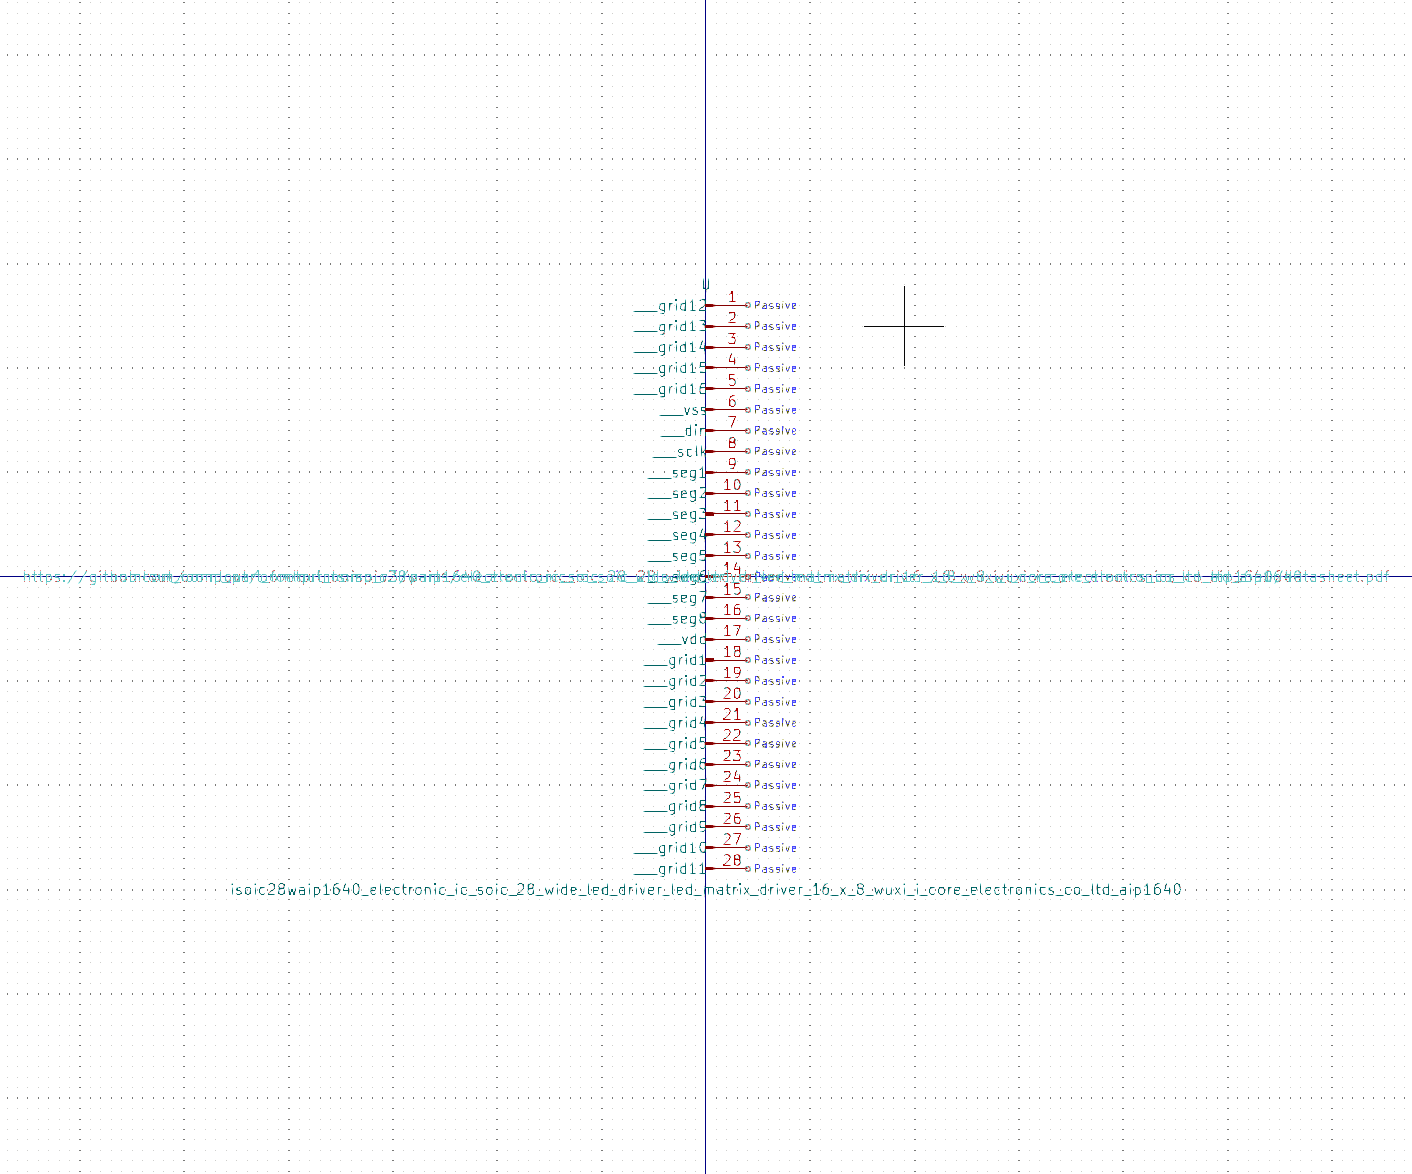 U
___grid12 1 Passive
___grid13 2 Passive
___grid14 3 Passive
___grid15 4 Passive
___grid16 5 Passive
___vss 6 Passive
___din 7 Passive
___sclk 8 Passive
___seg1 9 Passive
___seg2 10 Passive
___seg3 11 Passive
___seg4 12 Passive
___seg5 13 Passive
14
___seg7 15 Passive
___seg8 16 Passive
___vdd 17 Passive
___grid1 18 Passive
___grid2 19 Passive
___grid3 20 Passive
___grid4 21 Passive
___grid5 22 Passive
___grid6 23 Passive
___grid7 24 Passive
___grid8 25 Passive
___grid9 26 Passive
___grid10 27 Passive
___grid11 28 Passive
isoic28waip1640_electronic_ic_soic_28_wide_led_driver_led_matrix_driver_16_x_8_wuxi_i_core_electronics_co_ltd_aip1640